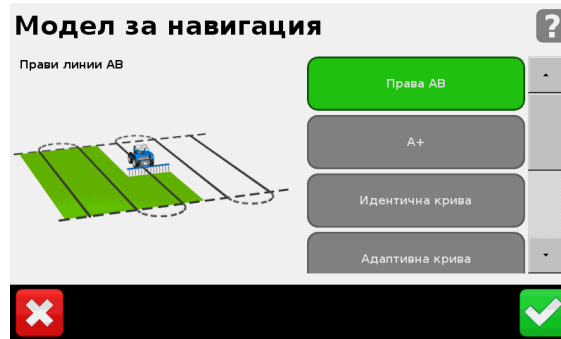 Модел за навигация
?
Прави линии АВ
Права АВ
А+
Идентична крива
Адаптивна крива